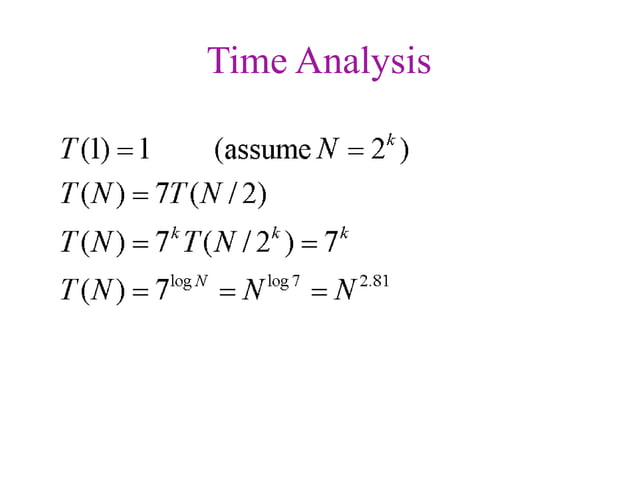 Time Analysis
T(1) = 1 (assume N = 2^k)
T(N) = 7T(N / 2)
T(N) = 7^k T(N / 2^k) = 7^k
T(N) = 7^{log N} = N^{log 7} = N^{2.81}